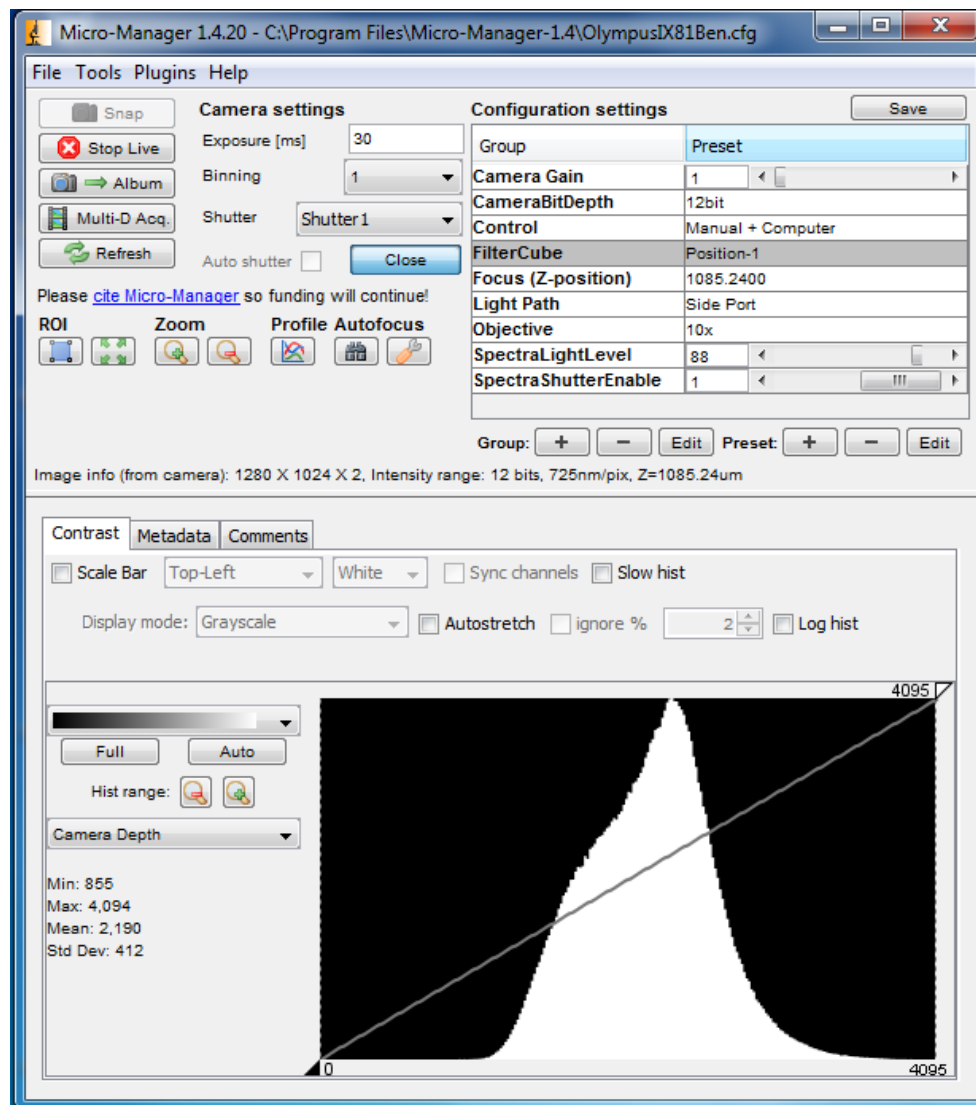 Micro-Manager 1.4.20 - C:\Program Files\Micro-Manager-1.4\OlympusIX81Ben.cfg
File Tools Plugins Help
Snap
Stop Live
Album
Multi-D Acq.
Refresh
Camera settings
Exposure [ms] 30
Binning 1
Shutter Shutter1
Auto shutter Close
Please cite Micro-Manager so funding will continue!
ROI Zoom Profile Autofocus
Configuration settings Save
Group Preset
Camera Gain 1
CameraBitDepth 12bit
Control Manual + Computer
FilterCube Position-1
Focus (Z-position) 1085.2400
Light Path Side Port
Objective 10x
SpectraLightLevel 88
SpectraShutterEnable 1
Group: + − Edit Preset: + − Edit
Image info (from camera): 1280 X 1024 X 2, Intensity range: 12 bits, 725nm/pix, Z=1085.24um
Contrast Metadata Comments
Scale Bar Top-Left White Sync channels Slow hist
Display mode: Grayscale Autostretch ignore % 2 Log hist
4095
Full Auto
Hist range:
Camera Depth
Min: 855
Max: 4,094
Mean: 2,190
Std Dev: 412
0 4095